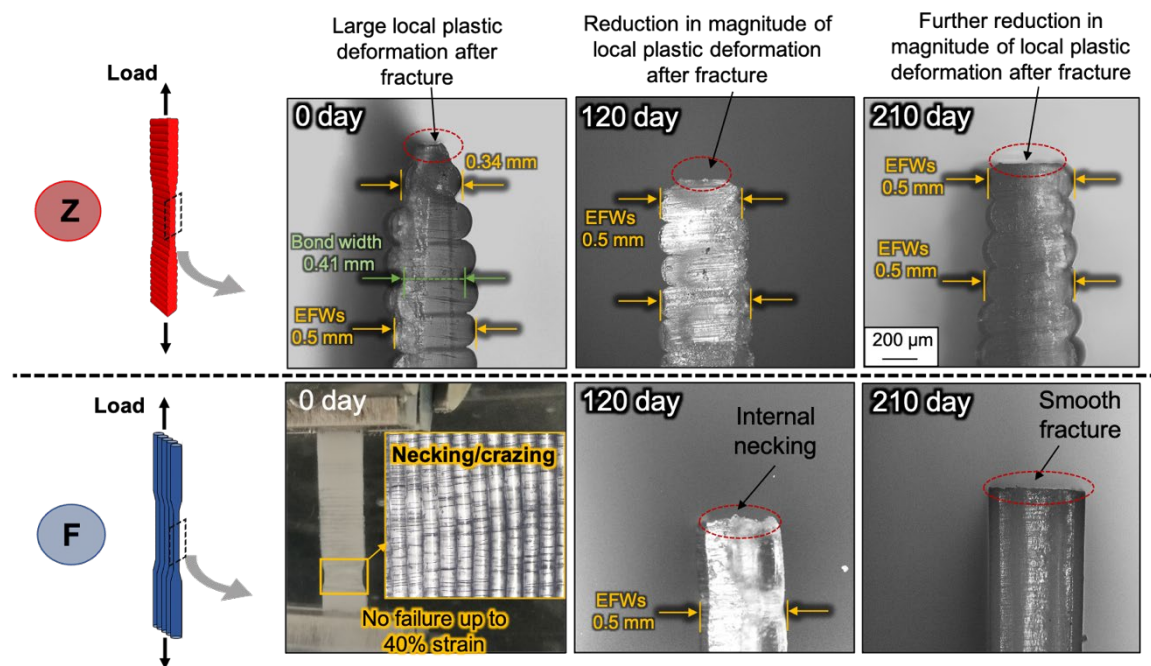 Large local plastic
deformation after
fracture
Reduction in magnitude of
local plastic deformation
after fracture
Further reduction in
magnitude of local plastic
deformation after fracture
Load
Z
0 day
0.34 mm
Bond width
0.41 mm
EFWs
0.5 mm
120 day
EFWs
0.5 mm
210 day
EFWs
0.5 mm
EFWs
0.5 mm
200 µm
Load
F
0 day
Necking/crazing
No failure up to
40% strain
120 day
Internal
necking
EFWs
0.5 mm
210 day
Smooth
fracture